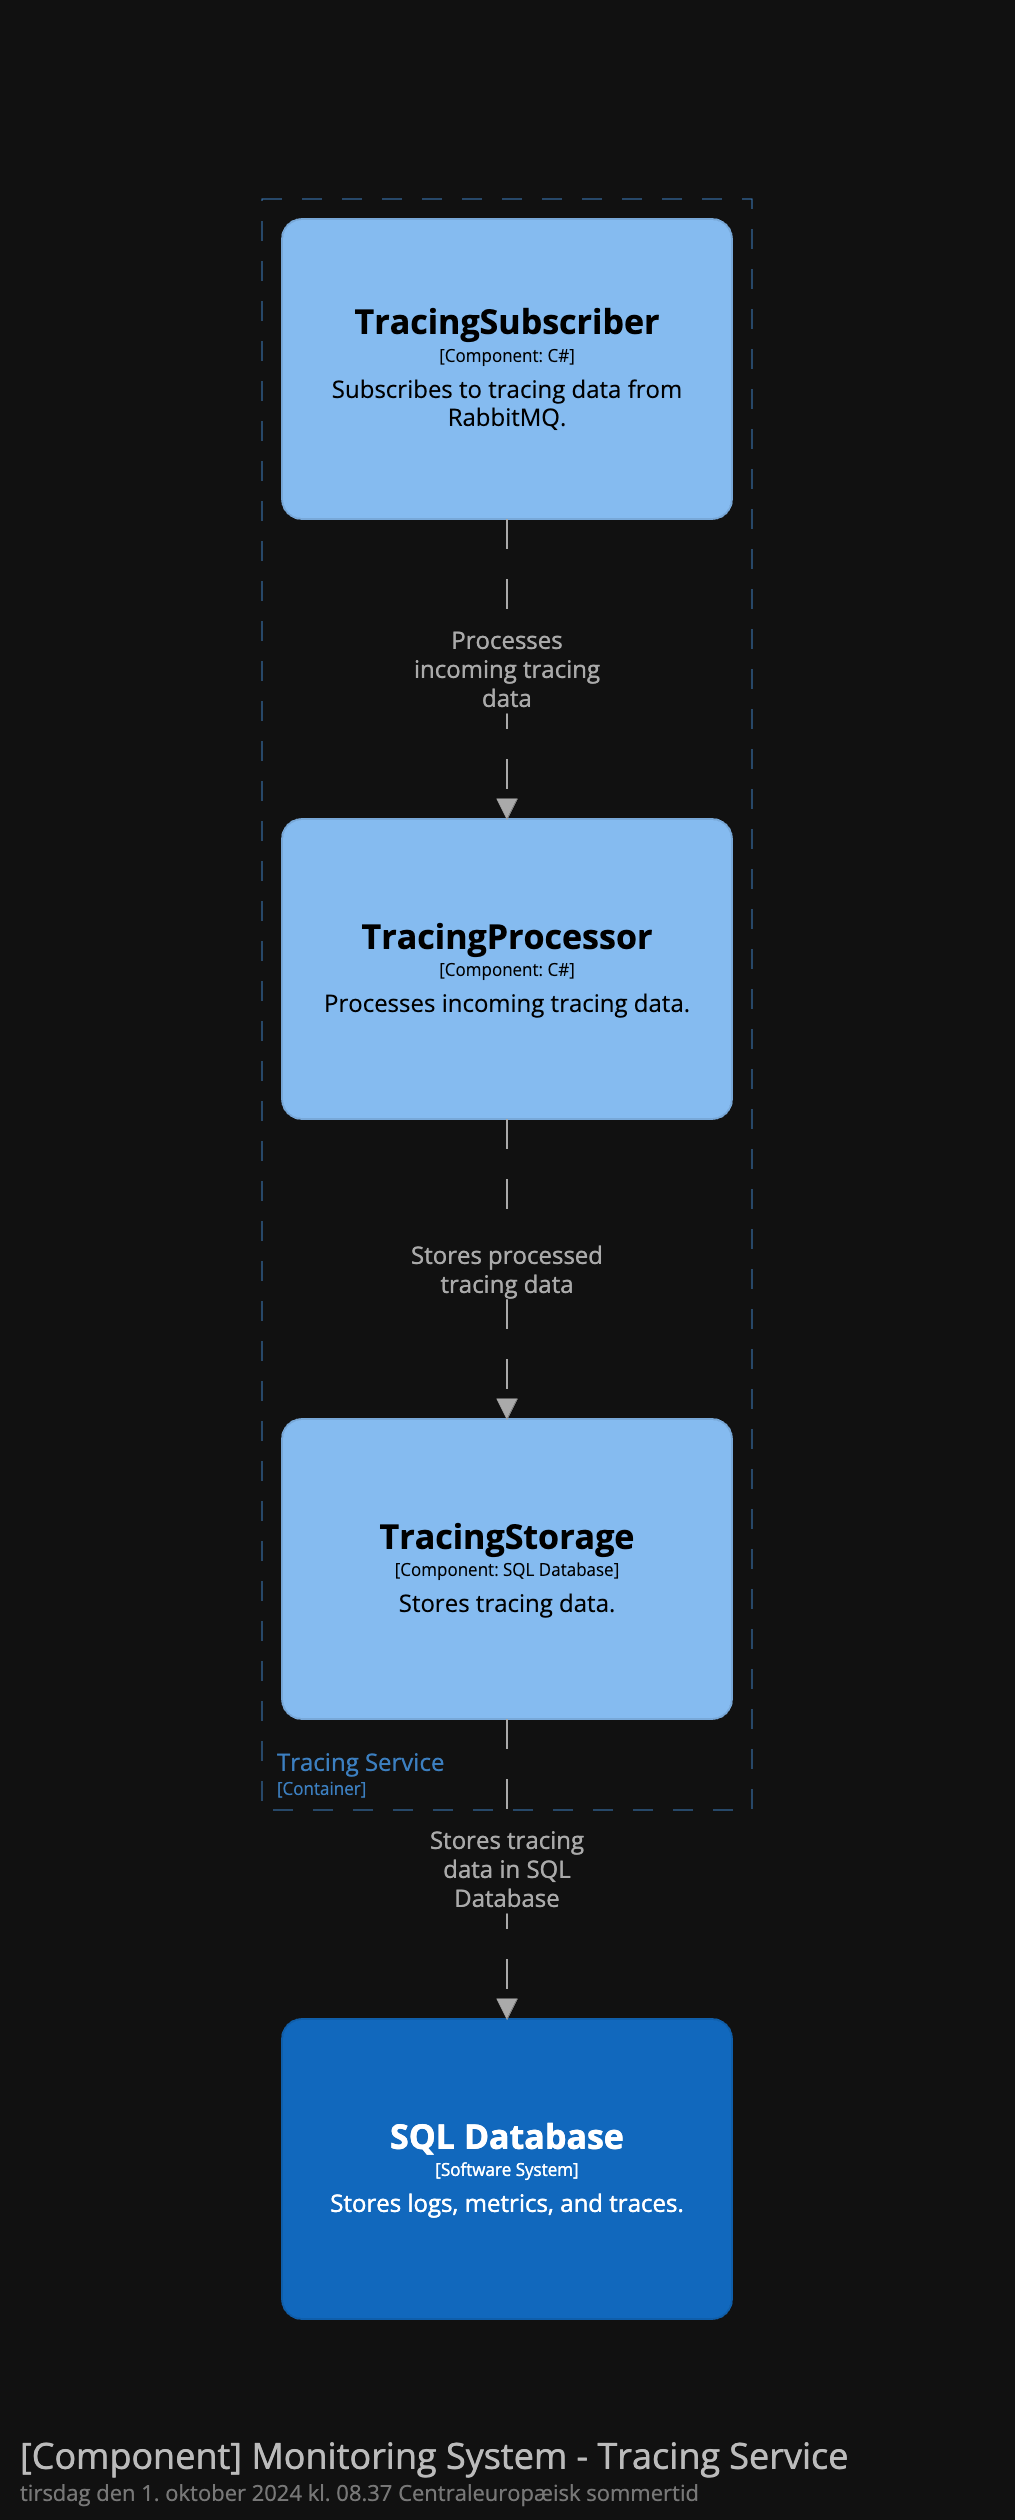 TracingSubscriber
[Component: C#]
Subscribes to tracing data from
RabbitMQ.
Processes
incoming tracing
data
TracingProcessor
[Component: C#]
Processes incoming tracing data.
Stores processed
tracing data
TracingStorage
[Component: SQL Database]
Stores tracing data.
Tracing Service
[Container]
Stores tracing
data in SQL
Database
SQL Database
[Software System]
Stores logs, metrics, and traces.
[Component] Monitoring System - Tracing Service
tirsdag den 1. oktober 2024 kl. 08.37 Centraleuropæisk sommertid